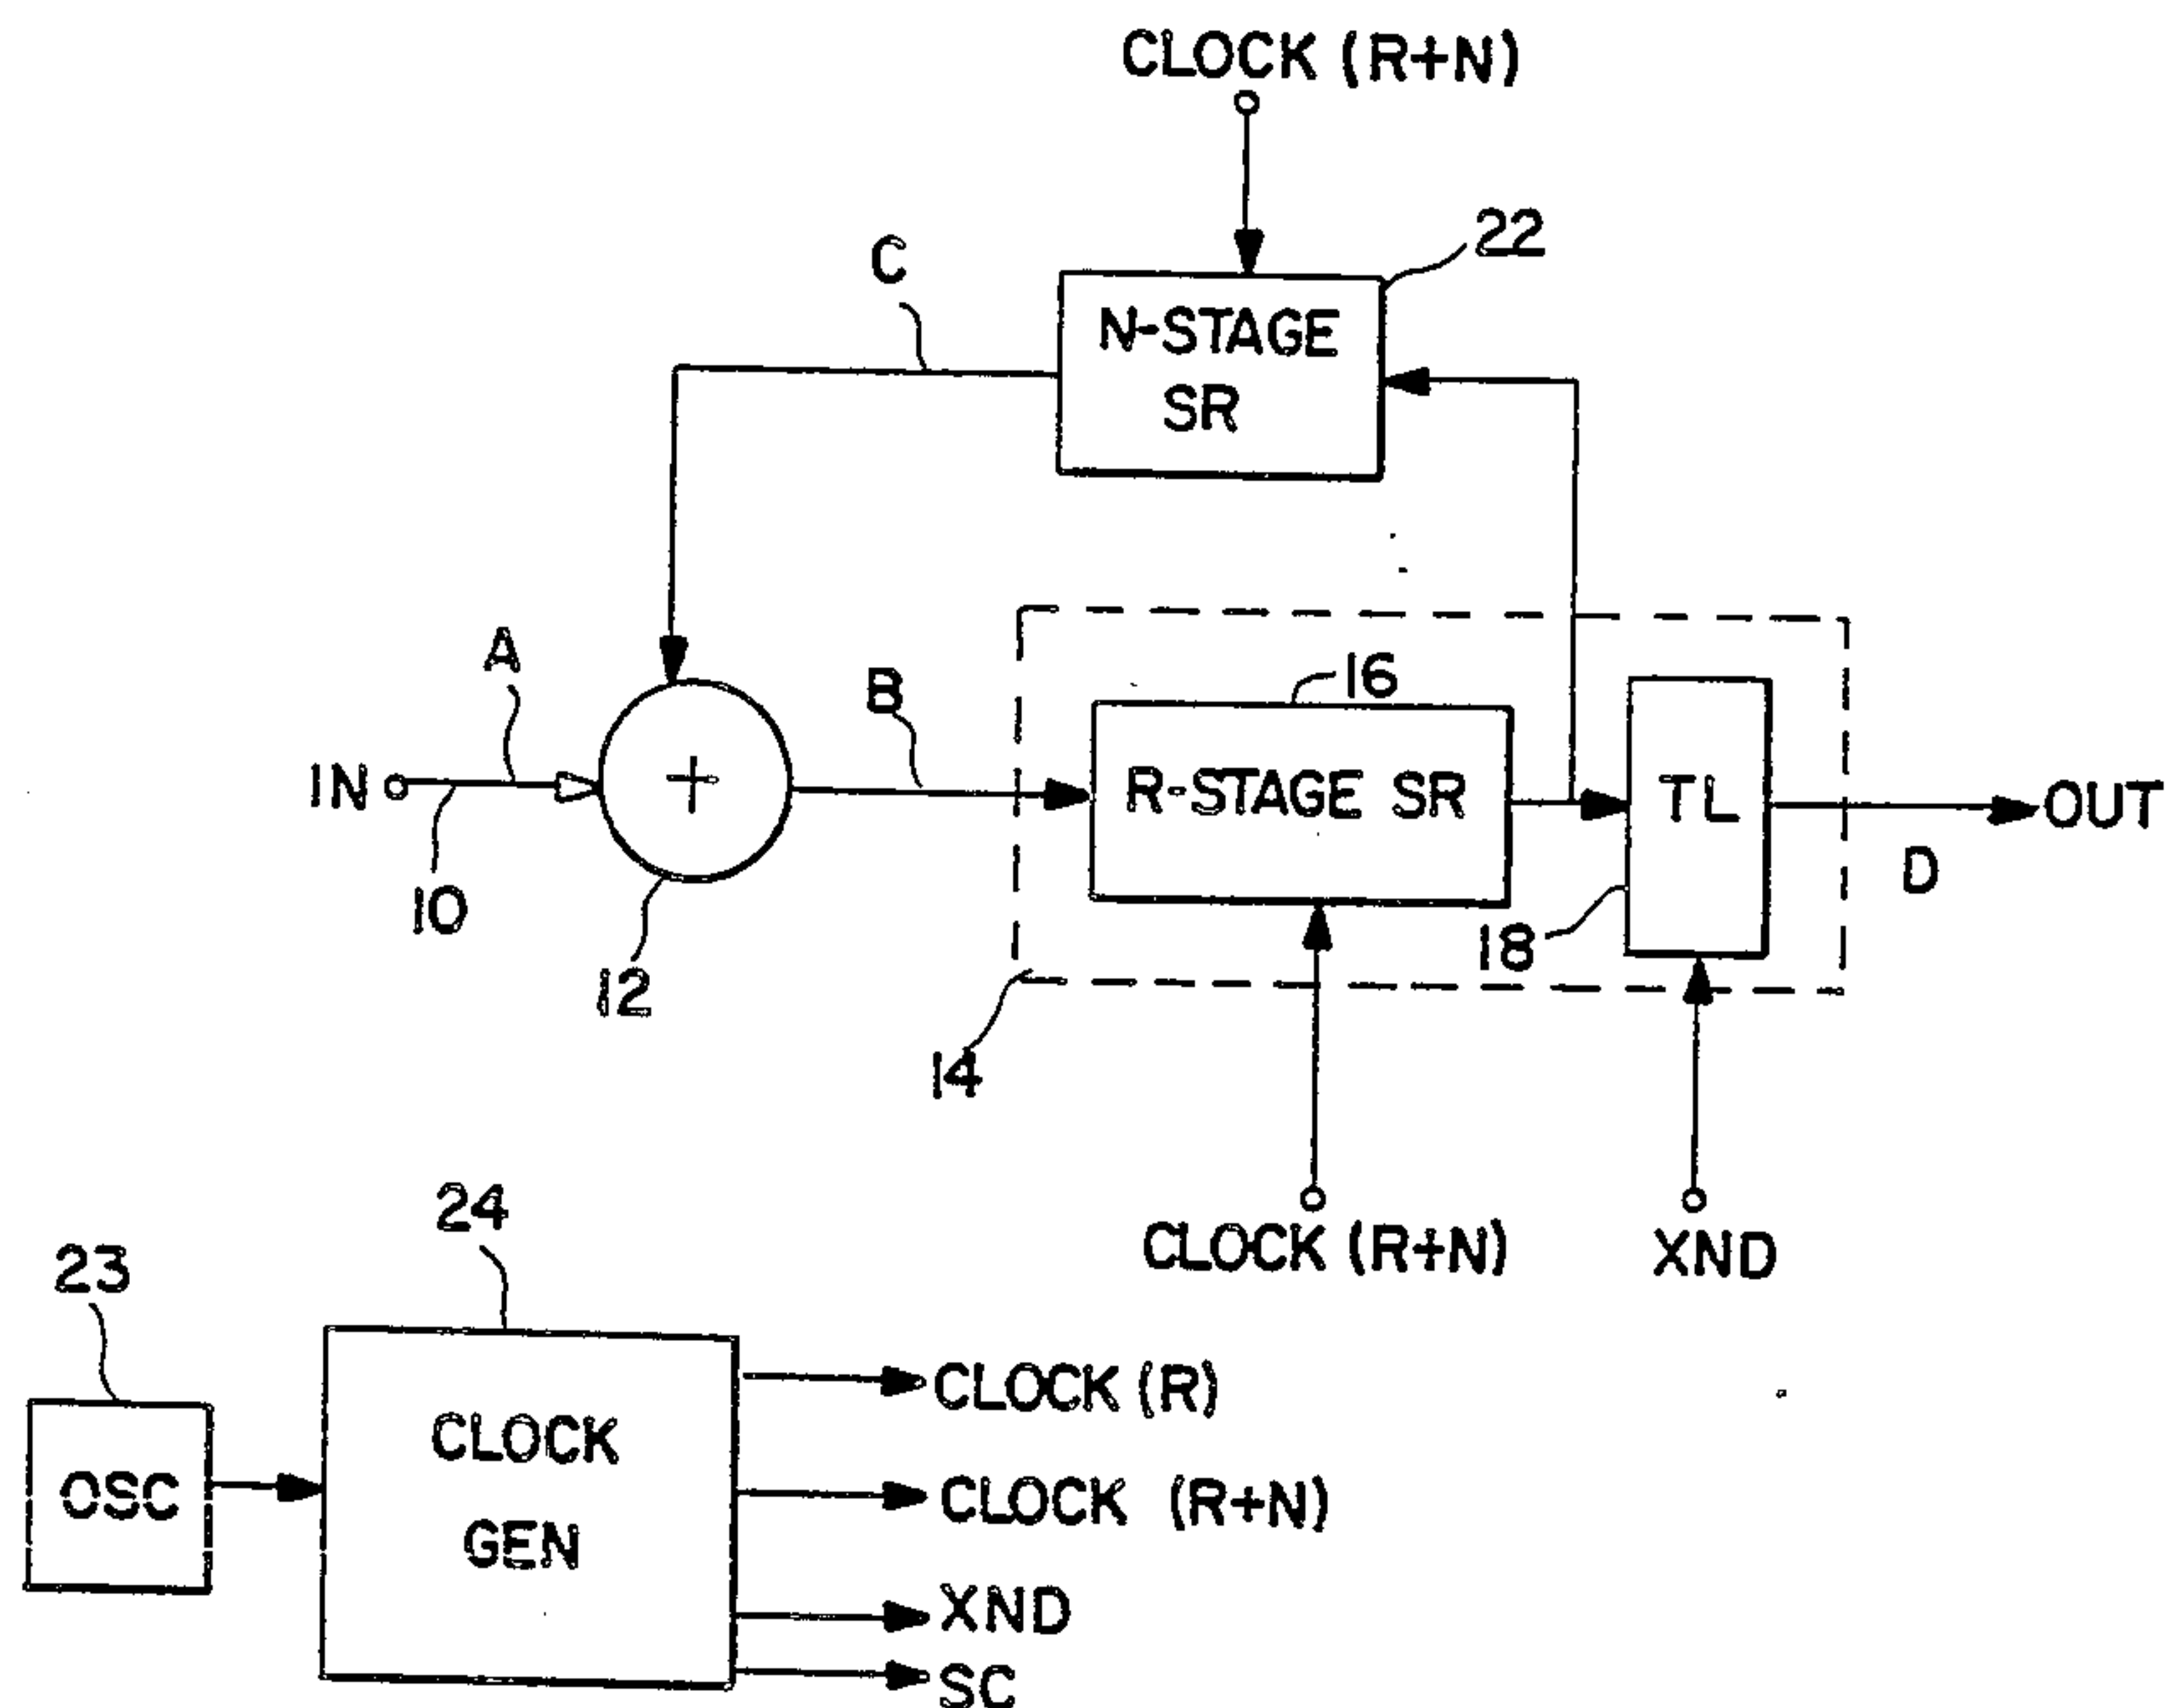 CLOCK (R+N)
22
C
N-STAGE
SR
A
B
16
IN
+
R-STAGE SR
TL
OUT
D
10
18
12
14
CLOCK (R+N)
XND
24
23
CLOCK (R)
CLOCK
OSC
CLOCK (R+N)
GEN
XND
SC